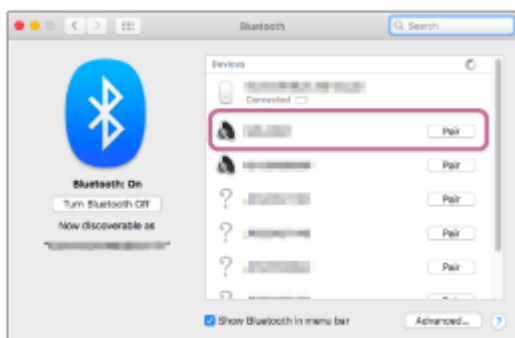 Bluetooth
Search
Devices
Connected
Pair
Pair
Bluetooth: On
Turn Bluetooth Off
Pair
Now discoverable as
Pair
Pair
Show Bluetooth in menu bar
Advanced...
?